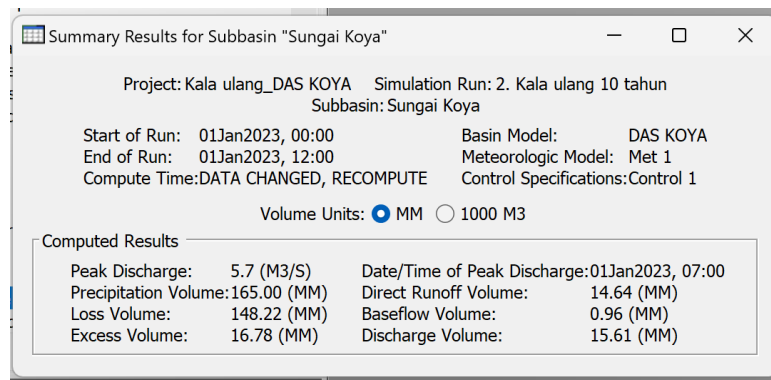 Summary Results for Subbasin "Sungai Koya"
Project: Kala ulang_DAS KOYA Simulation Run: 2. Kala ulang 10 tahun
Subbasin: Sungai Koya
Start of Run: 01Jan2023, 00:00 Basin Model: DAS KOYA
End of Run: 01Jan2023, 12:00 Meteorologic Model: Met 1
Compute Time:DATA CHANGED, RECOMPUTE Control Specifications:Control 1
Volume Units: MM 1000 M3
Computed Results
Peak Discharge: 5.7 (M3/S) Date/Time of Peak Discharge:01Jan2023, 07:00
Precipitation Volume:165.00 (MM) Direct Runoff Volume: 14.64 (MM)
Loss Volume: 148.22 (MM) Baseflow Volume: 0.96 (MM)
Excess Volume: 16.78 (MM) Discharge Volume: 15.61 (MM)